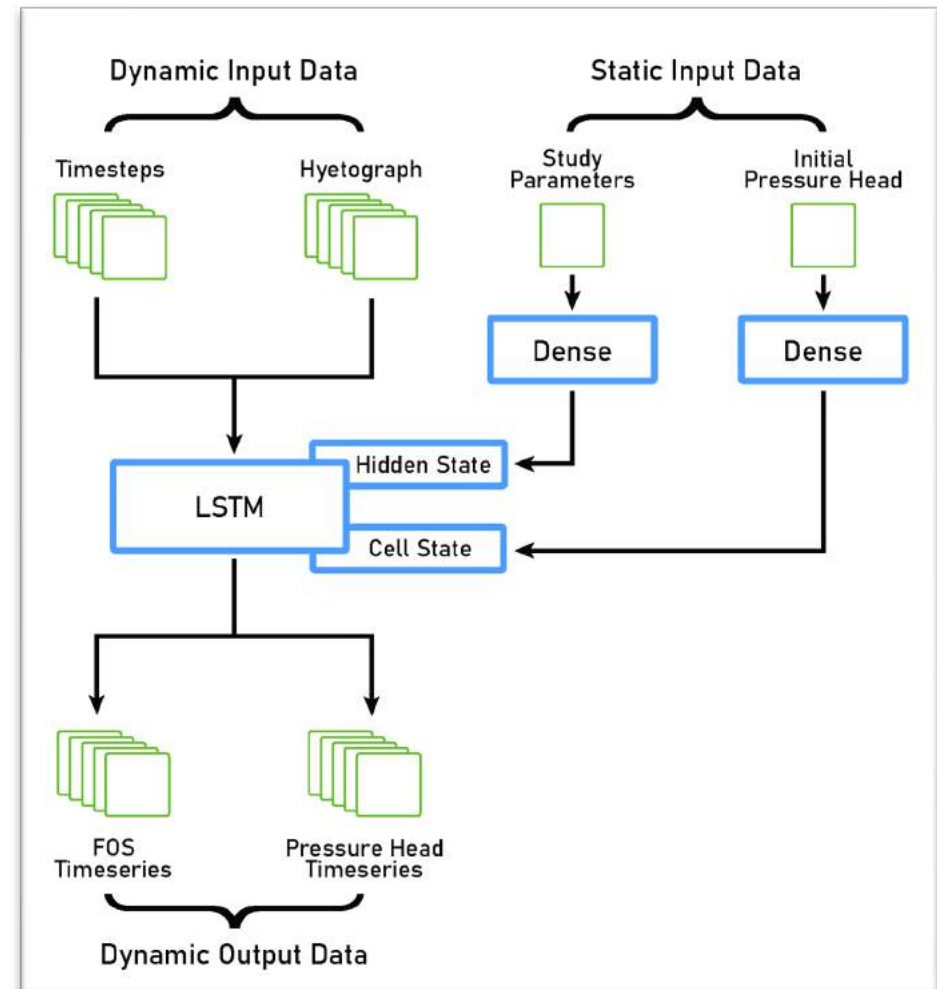 Dynamic Input Data
Static Input Data
Timesteps
Hyetograph
Study
Parameters
Initial
Pressure Head
Dense
Dense
Hidden State
LSTM
Cell State
FOS
Timeseries
Pressure Head
Timeseries
Dynamic Output Data